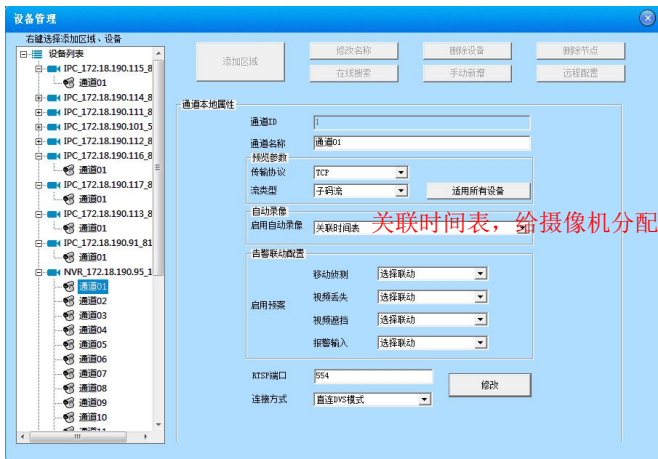 设备管理
右键选择添加区域、设备
设备列表
IPC_172.18.190.115_8
通道01
IPC_172.18.190.114_8
IPC_172.18.190.111_8
IPC_172.18.190.101_5
IPC_172.18.190.112_8
IPC_172.18.190.116_8
通道01
IPC_172.18.190.117_8
通道01
IPC_172.18.190.113_8
通道01
IPC_172.18.190.91_81
通道01
NVR_172.18.190.95_1
通道01
通道02
通道03
通道04
通道05
通道06
通道07
通道08
通道09
通道10
通道11
添加区域
修改名称
删除设备
删除节点
在线搜索
手动新增
远程配置
通道本地属性
通道ID
1
通道名称
通道01
预览参数
传输协议
TCP
流类型
子码流
适用所有设备
自动录像
启用自动录像
关联时间表
关联时间表，给摄像机分配
告警联动配置
启用预案
移动侦测
选择联动
视频丢失
选择联动
视频遮挡
选择联动
报警输入
选择联动
RTSP端口
554
连接方式
直连DVS模式
修改